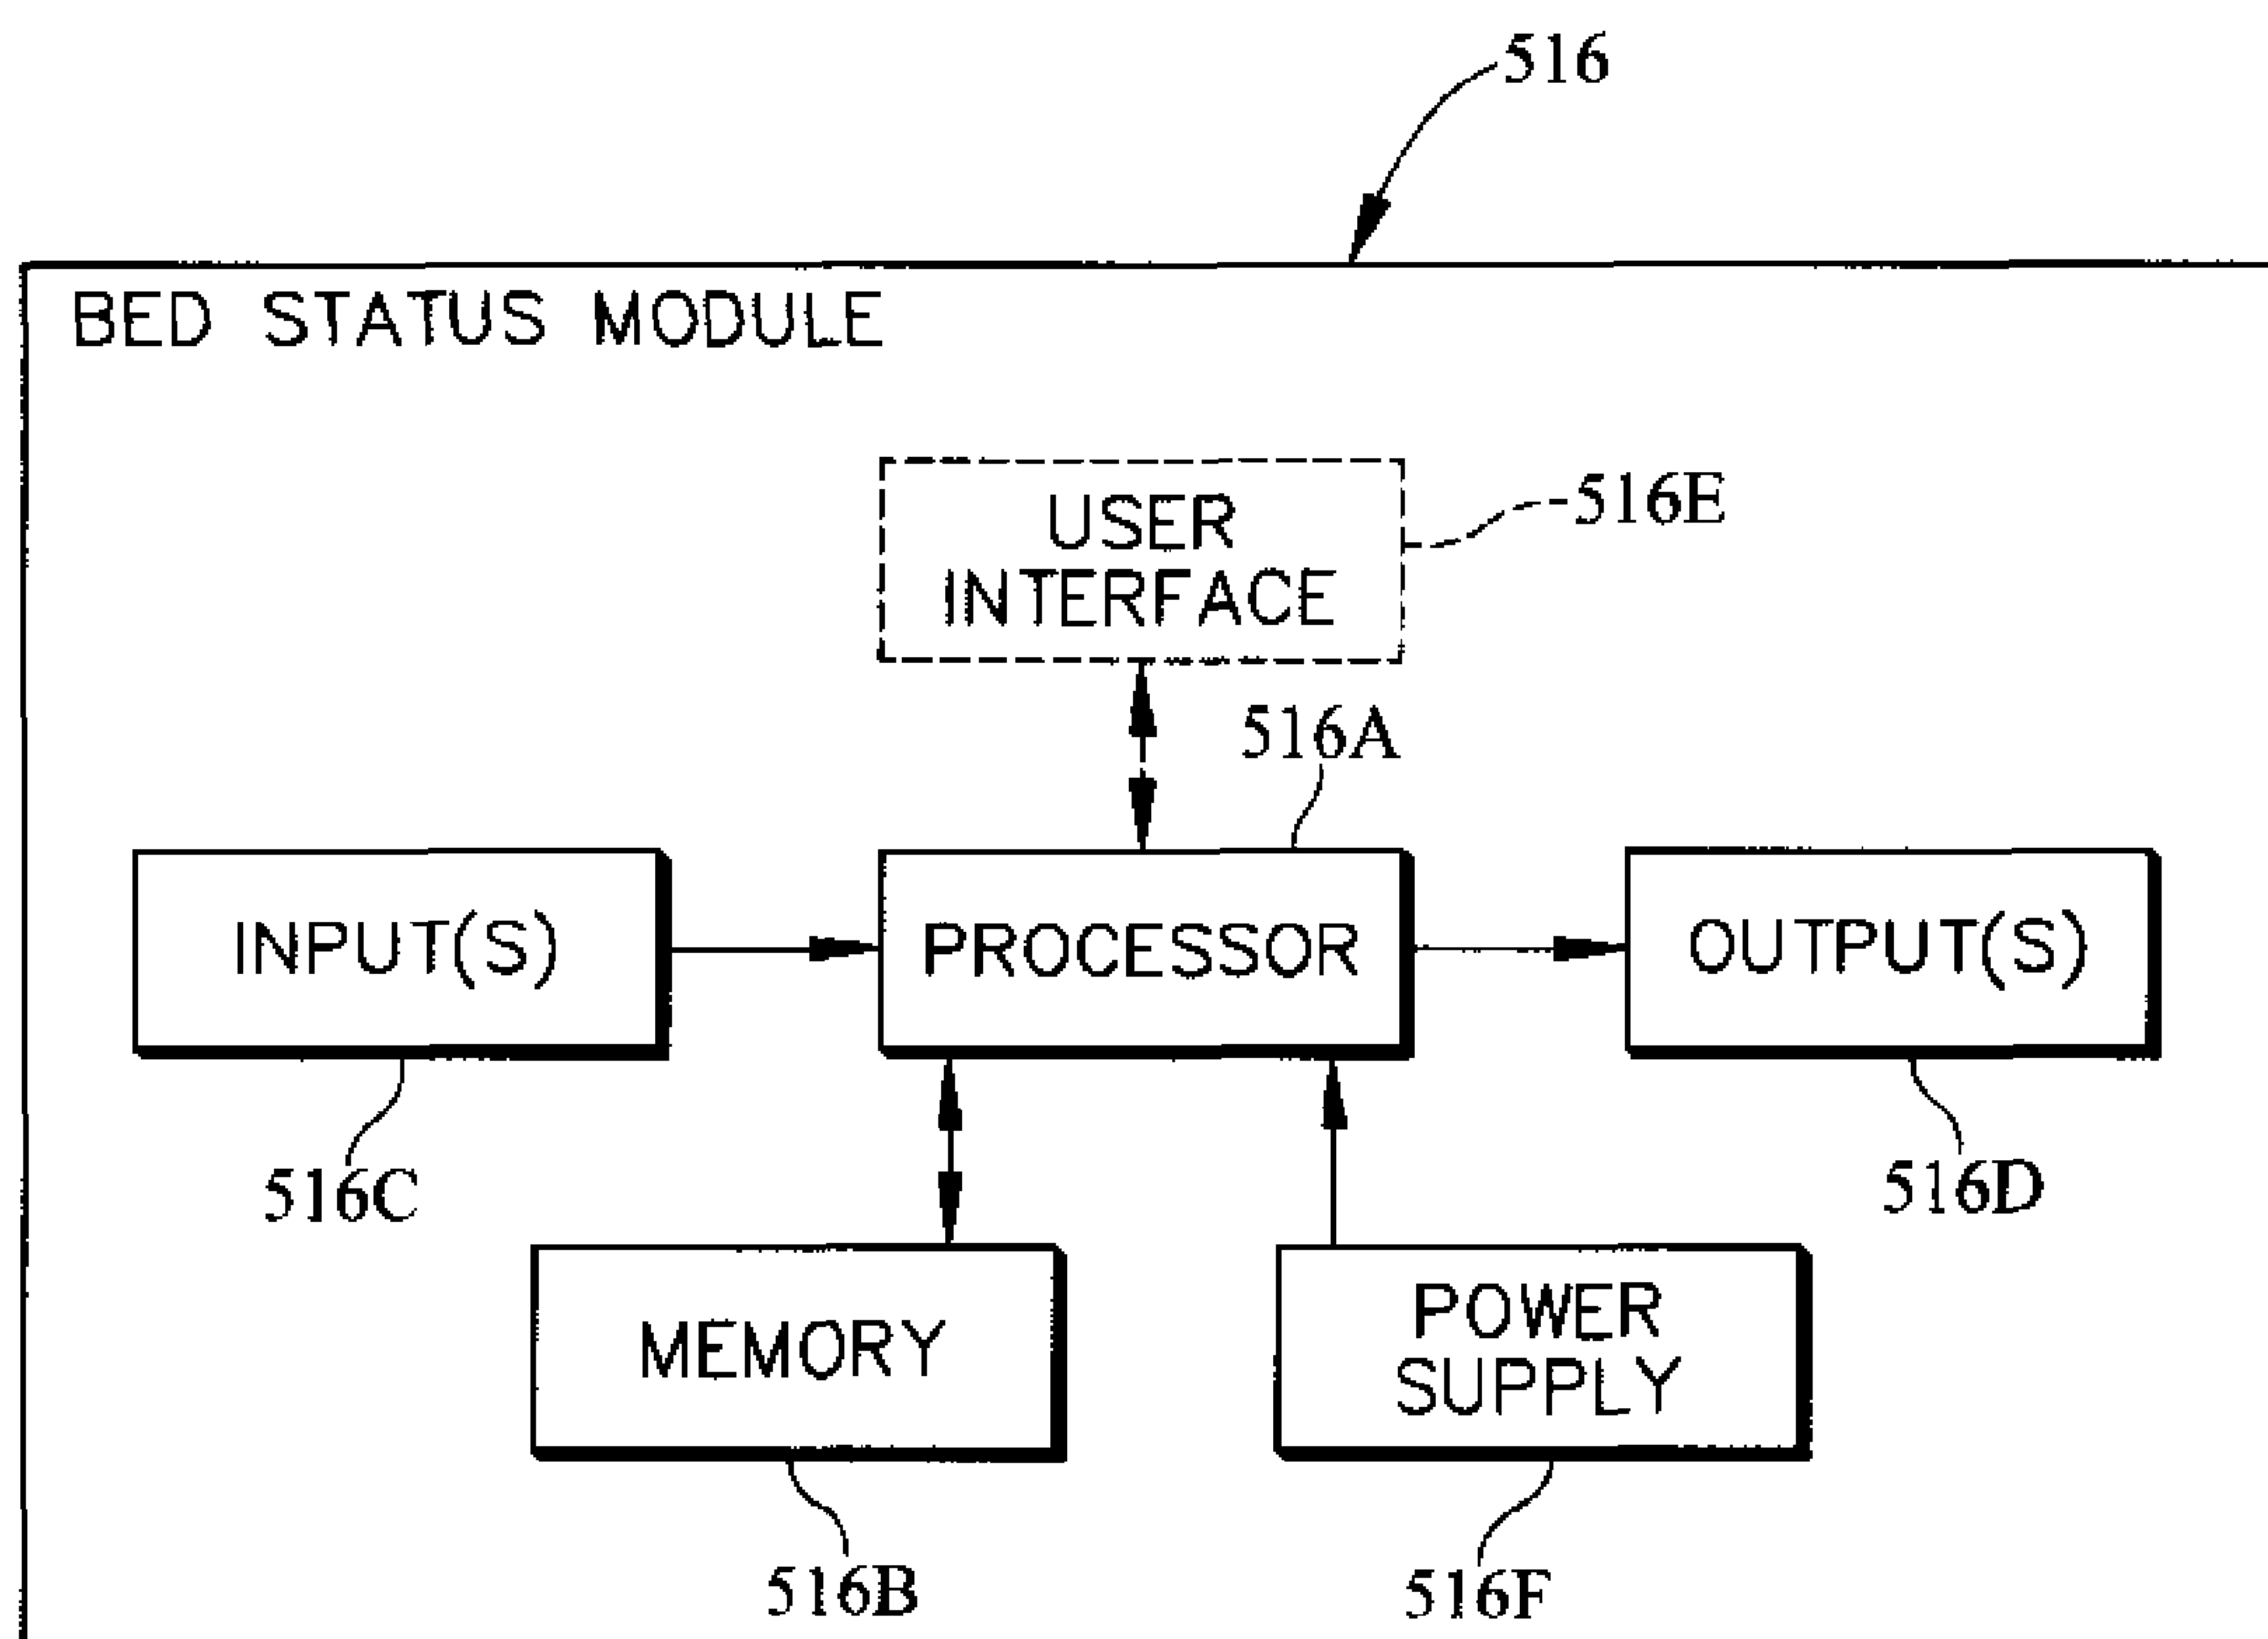 516
BED STATUS MODULE
USER
INTERFACE
516E
516A
INPUT(S)
PROCESSOR
OUTPUT(S)
516C
516D
MEMORY
POWER
SUPPLY
516B
516F